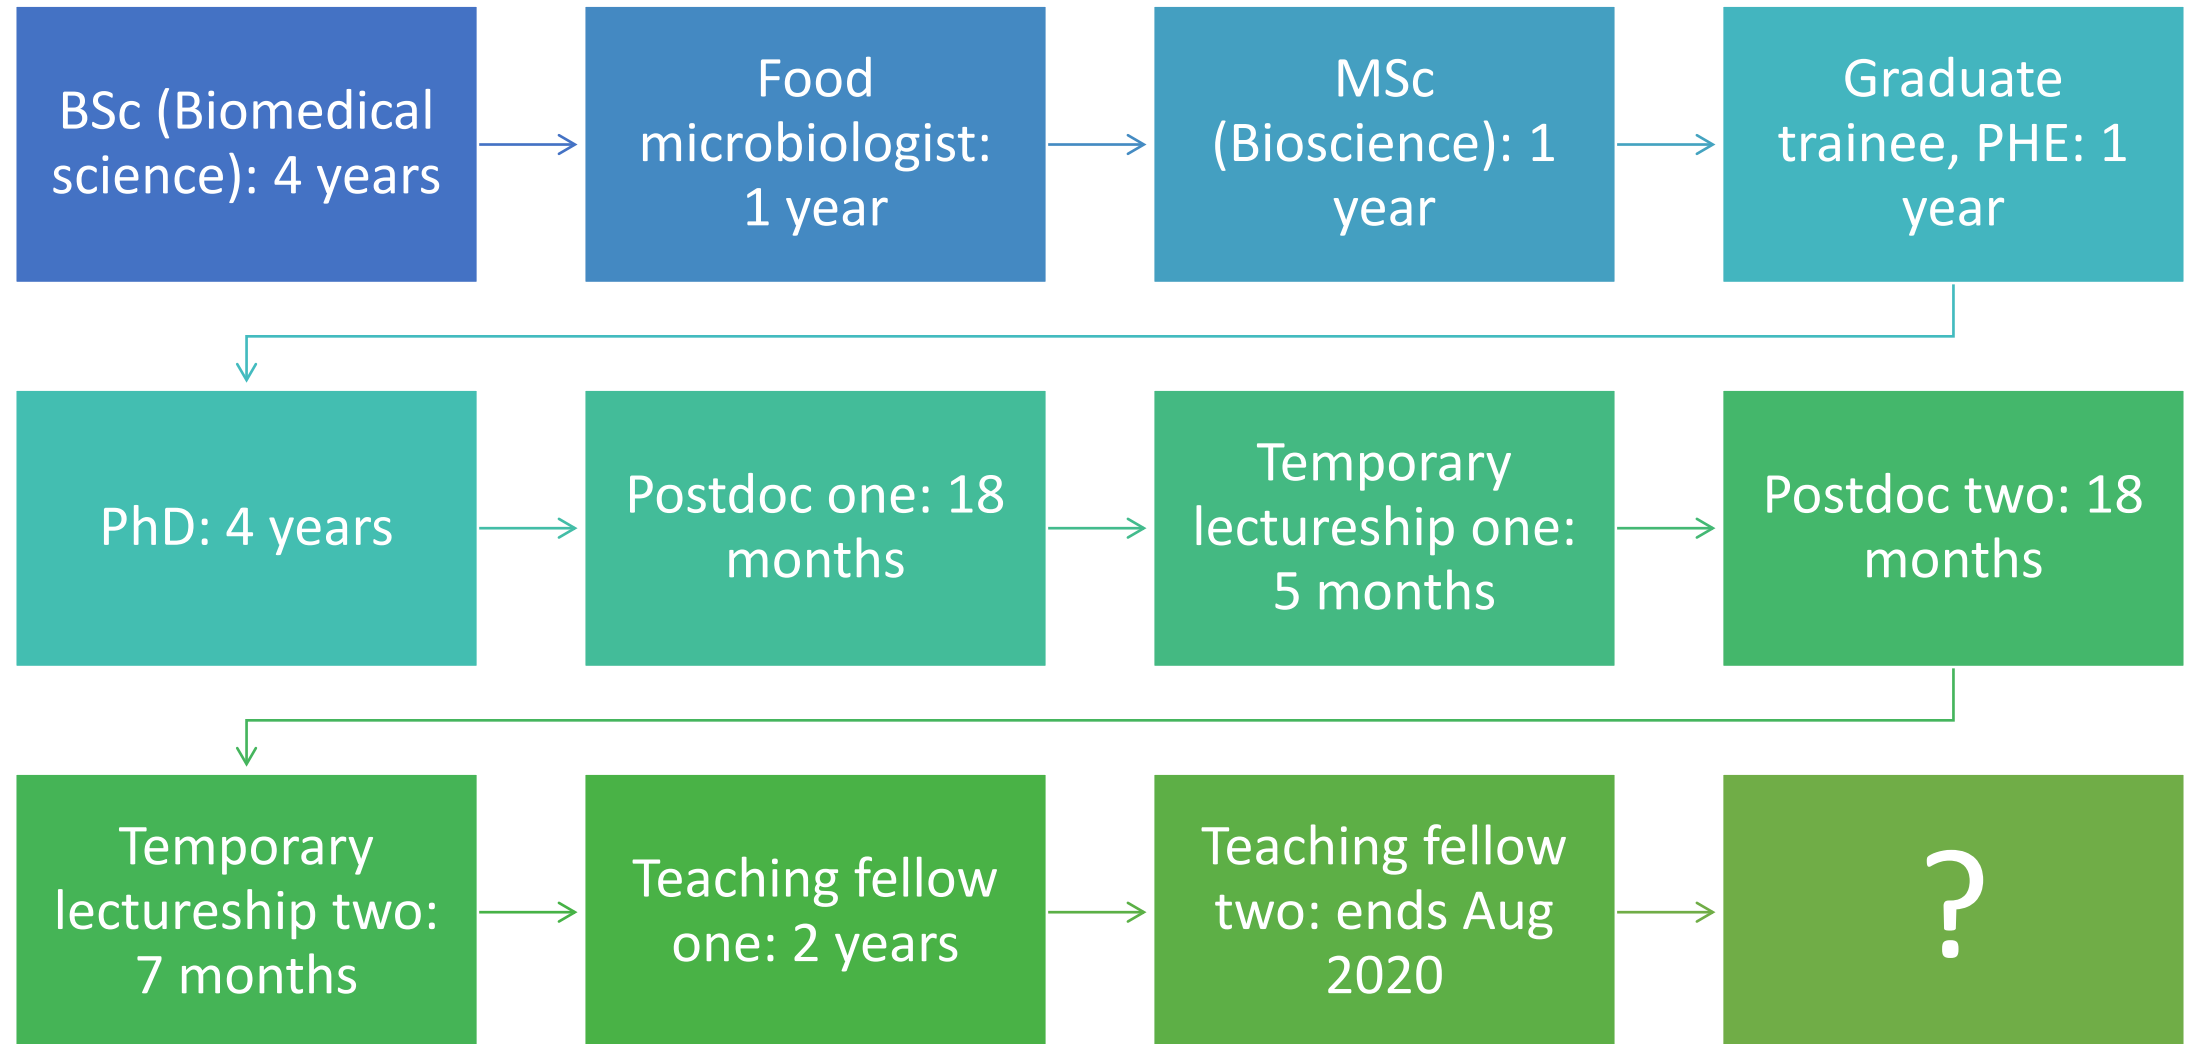 BSc (Biomedical
science): 4 years
Food
microbiologist:
1 year
MSc
(Bioscience): 1
year
Graduate
trainee, PHE: 1
year
PhD: 4 years
Postdoc one: 18
months
Temporary
lectureship one:
5 months
Postdoc two: 18
months
Temporary
lectureship two:
7 months
Teaching fellow
one: 2 years
Teaching fellow
two: ends Aug
2020
?